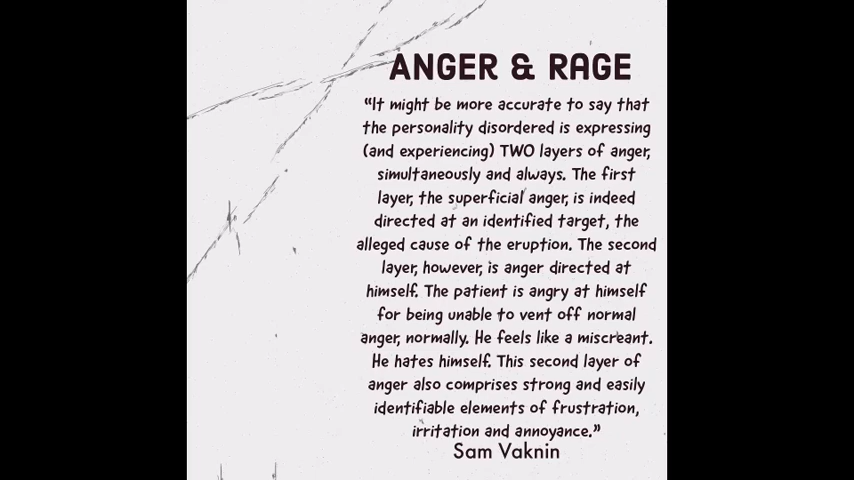 ANGER & RAGE
“It might be more accurate to say that
the personality disordered is expressing
(and experiencing) TWO layers of anger,
simultaneously and always. The first
layer, the superficial anger, is indeed
directed at an identified target, the
alleged cause of the eruption. The second
layer, however, is anger directed at
himself. The patient is angry at himself
for being unable to vent off normal
anger, normally. He feels like a miscreant.
He hates himself. This second layer of
anger also comprises strong and easily
identifiable elements of frustration,
irritation and annoyance.”
Sam Vaknin